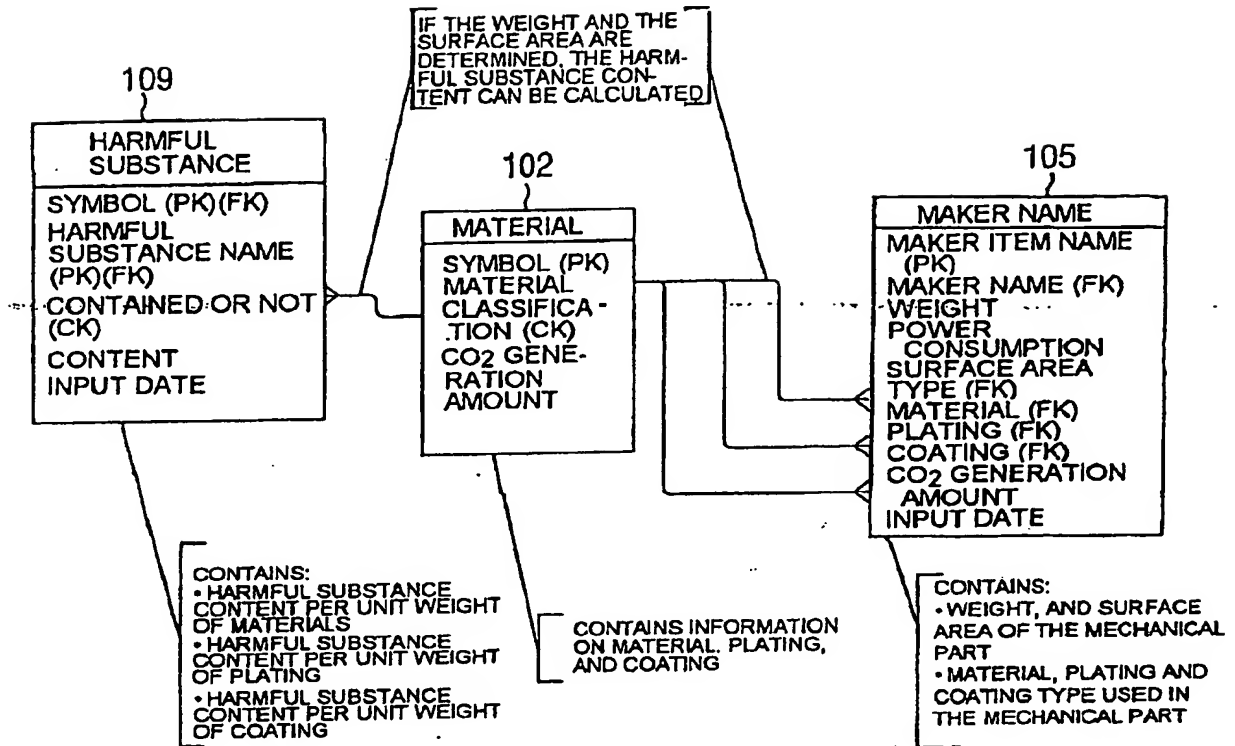 IF THE WEIGHT AND THE
SURFACE AREA ARE
DETERMINED, THE HARM-
FUL SUBSTANCE CON-
TENT CAN BE CALCULATED
109
HARMFUL
SUBSTANCE
SYMBOL (PK)(FK)
HARMFUL
SUBSTANCE NAME
(PK)(FK)
CONTAINED OR NOT
(CK)
CONTENT
INPUT DATE
102
MATERIAL
SYMBOL (PK)
MATERIAL
CLASSIFICA-
TION (CK)
CO2 GENE-
RATION
AMOUNT
105
MAKER NAME
MAKER ITEM NAME
(PK)
MAKER NAME (FK)
WEIGHT
POWER
CONSUMPTION
SURFACE AREA
TYPE (FK)
MATERIAL (FK)
PLATING (FK)
COATING (FK)
CO2 GENERATION
AMOUNT
INPUT DATE
CONTAINS:
• HARMFUL SUBSTANCE
CONTENT PER UNIT WEIGHT
OF MATERIALS
• HARMFUL SUBSTANCE
CONTENT PER UNIT WEIGHT
OF PLATING
• HARMFUL SUBSTANCE
CONTENT PER UNIT WEIGHT
OF COATING
CONTAINS INFORMATION
ON MATERIAL. PLATING,
AND COATING
CONTAINS:
• WEIGHT, AND SURFACE
AREA OF THE MECHANICAL
PART
• MATERIAL, PLATING AND
COATING TYPE USED IN
THE MECHANICAL PART